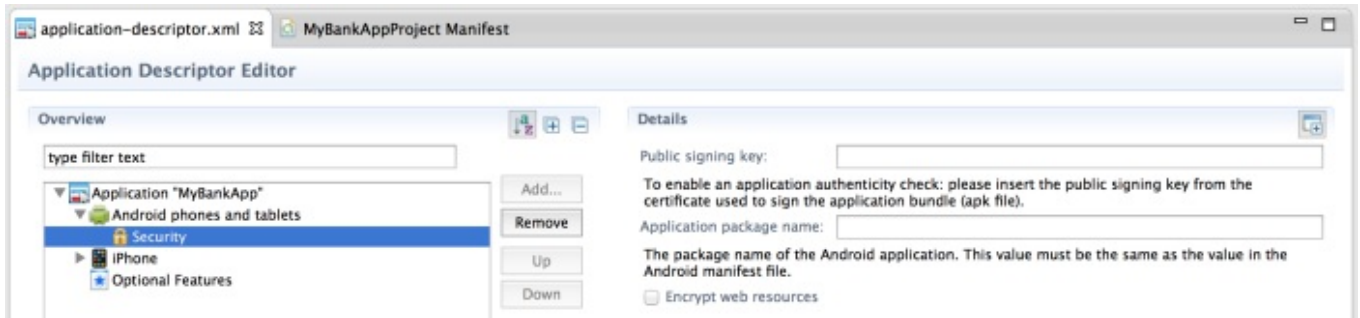 application-descriptor.xml MyBankAppProject Manifest
Application Descriptor Editor
Overview
type filter text
Application "MyBankApp"
Android phones and tablets
Security
iPhone
Optional Features
Add...
Remove
Up
Down
Details
Public signing key:
To enable an application authenticity check: please insert the public signing key from the
certificate used to sign the application bundle (apk file).
Application package name:
The package name of the Android application. This value must be the same as the value in the
Android manifest file.
Encrypt web resources